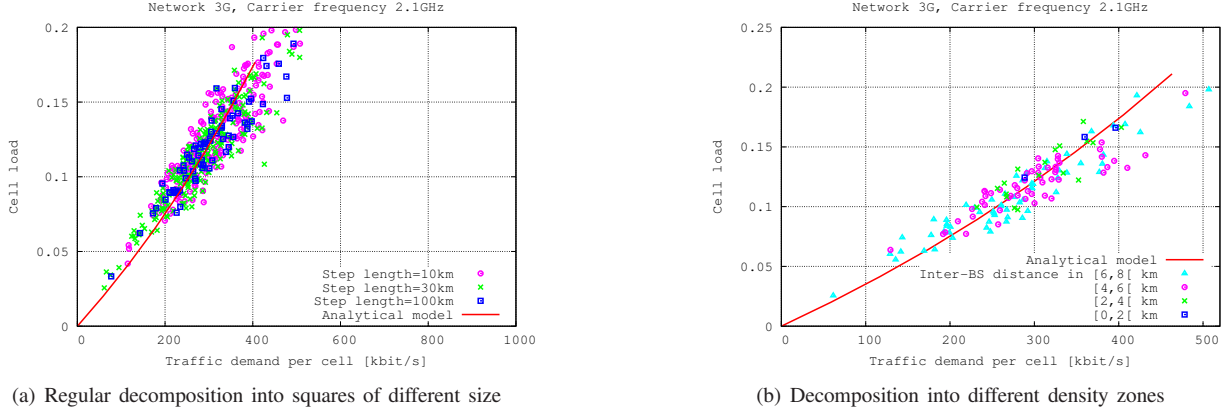 Network 3G, Carrier frequency 2.1GHz
0.2
0.15
0.1
0.05
0
Cell load
Step length=10km
Step length=30km
Step length=100km
Analytical model
0 200 400 600 800 1000
Traffic demand per cell [kbit/s]
(a) Regular decomposition into squares of different size
Network 3G, Carrier frequency 2.1GHz
0.25
0.2
0.15
0.1
0.05
0
Cell load
Analytical model
Inter-BS distance in [6,8[ km
[4,6[ km
[2,4[ km
[0,2[ km
0 100 200 300 400 500
Traffic demand per cell [kbit/s]
(b) Decomposition into different density zones